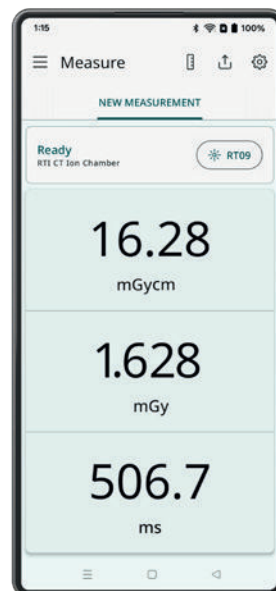 1:15
100%
Measure
NEW MEASUREMENT
Ready
RTI CT Ion Chamber
RT09
16.28
mGycm
1.628
mGy
506.7
ms